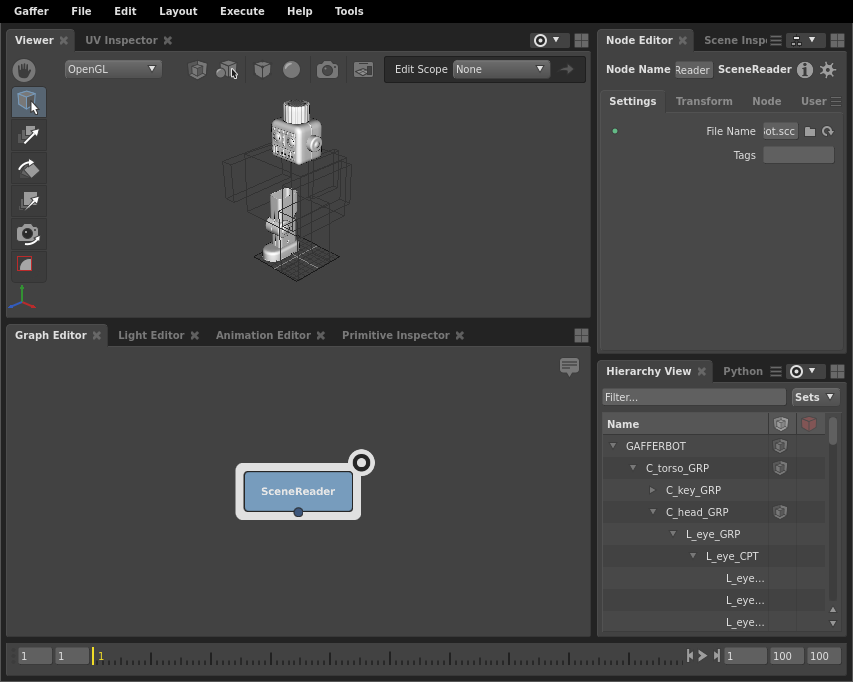 Gaffer File Edit Layout Execute Help Tools
Viewer UV Inspector
OpenGL Edit Scope None
Node Editor Scene Insp
Node Name Reader SceneReader
Settings Transform Node User
File Name ot.scc
Tags
Graph Editor Light Editor Animation Editor Primitive Inspector
SceneReader
Hierarchy View Python
Filter... Sets
Name
GAFFERBOT
C_torso_GRP
C_key_GRP
C_head_GRP
L_eye_GRP
L_eye_CPT
L_eye...
L_eye...
L_eye...
1 1 1 1 100 100